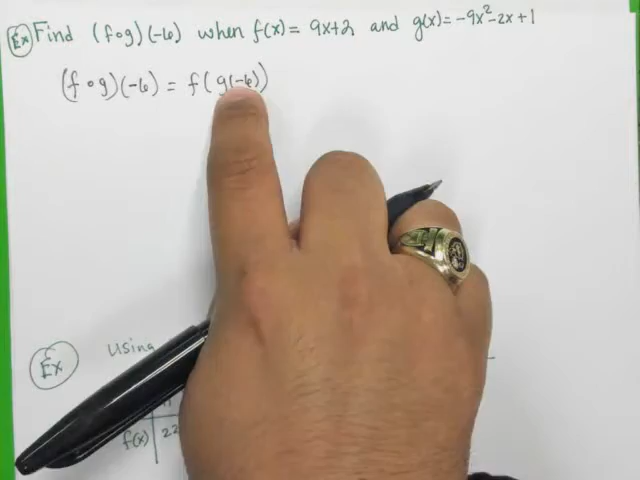 Ex Find (f∘g)(-6) when f(x) = 9x+2 and g(x)= -9x²-2x+1
(f∘g)(-6) = f(g(-6))
Ex Using
f(x) 22